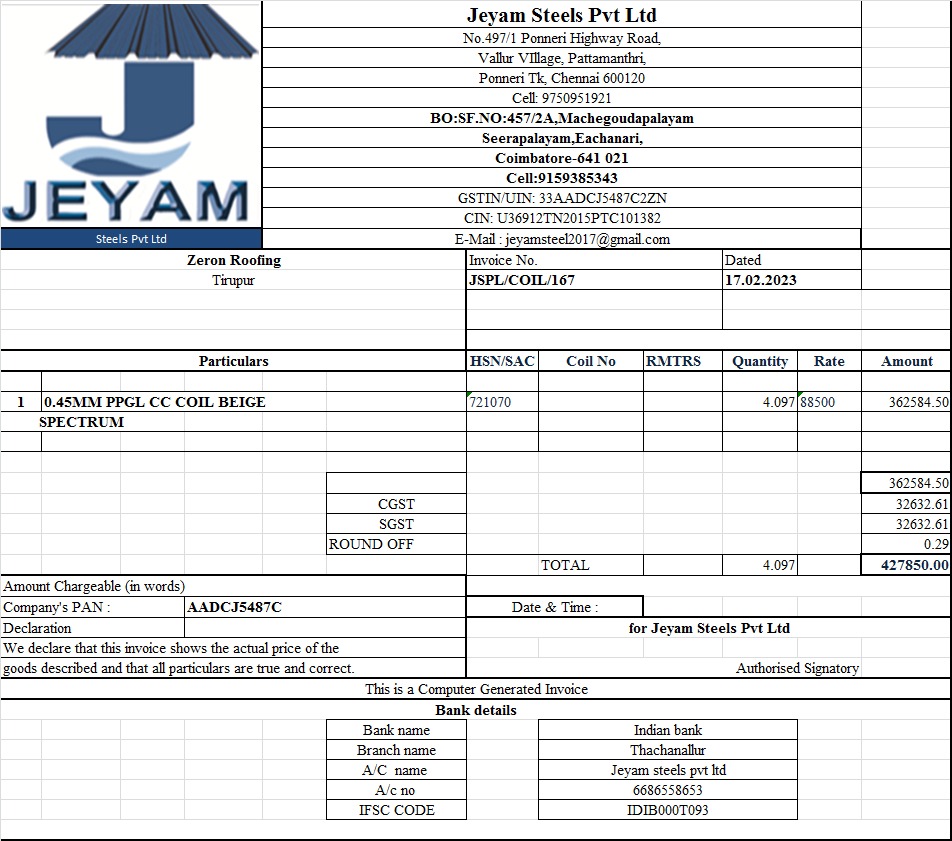 JEYAM
Steels Pvt Ltd
Jeyam Steels Pvt Ltd
No.497/1 Ponneri Highway Road,
Vallur VIllage, Pattamanthri,
Ponneri Tk, Chennai 600120
Cell: 9750951921
BO:SF.NO:457/2A,Machegoudapalayam
Seerapalayam,Eachanari,
Coimbatore-641 021
Cell:9159385343
GSTIN/UIN: 33AADCJ5487C2ZN
CIN: U36912TN2015PTC101382
E-Mail : jeyamsteel2017@gmail.com
Zeron Roofing Invoice No. Dated
Tirupur JSPL/COIL/167 17.02.2023
Particulars HSN/SAC Coil No RMTRS Quantity Rate Amount
1 0.45MM PPGL CC COIL BEIGE 721070 4.097 88500 362584.50
SPECTRUM
362584.50
CGST 32632.61
SGST 32632.61
ROUND OFF 0.29
TOTAL 4.097 427850.00
Amount Chargeable (in words)
Company's PAN : AADCJ5487C Date & Time :
Declaration for Jeyam Steels Pvt Ltd
We declare that this invoice shows the actual price of the
goods described and that all particulars are true and correct. Authorised Signatory
This is a Computer Generated Invoice
Bank details
Bank name Indian bank
Branch name Thachanallur
A/C name Jeyam steels pvt ltd
A/c no 6686558653
IFSC CODE IDIB000T093